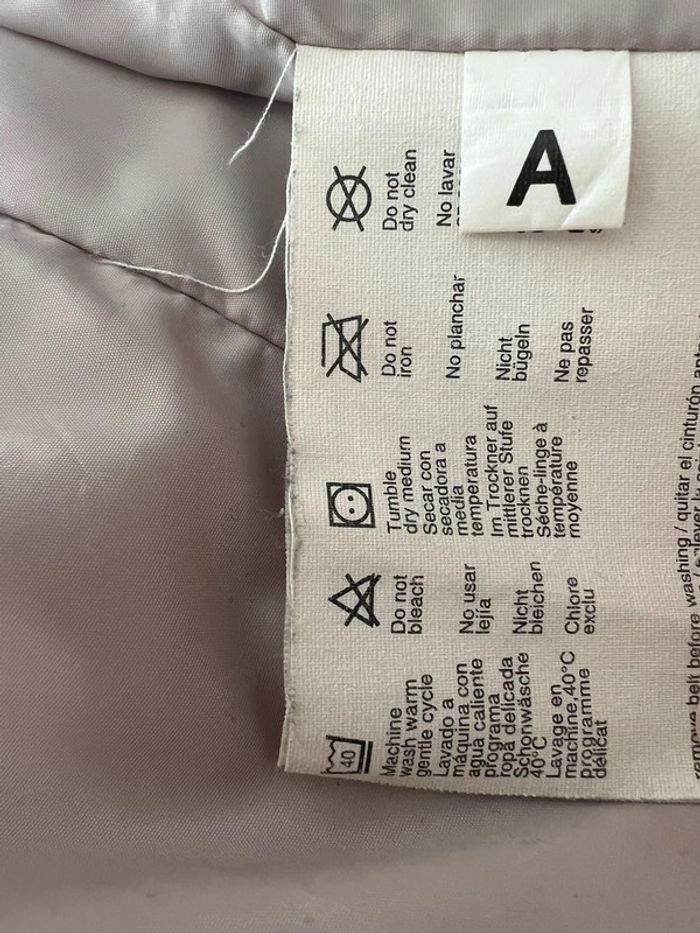 40
Machine
wash warm
gentle cycle
Lavado a
máquina con
agua caliente
programa
ropa delicada
Schonwäsche
40°C
Lavage en
machine,40°C
programme
délicat
Do not
bleach
No usar
lejía
Nicht
bleichen
Chlore
exclu
Tumble
dry medium
Secar con
secadora a
media
temperatura
Im Trockner auf
mittlerer Stufe
trocknen
Séche-linge à
température
moyenne
Do not
iron
No planchar
Nicht
bügeln
Ne pas
repasser
Do not
dry clean
No lavar
A
belt before washing / quitar el cinturón